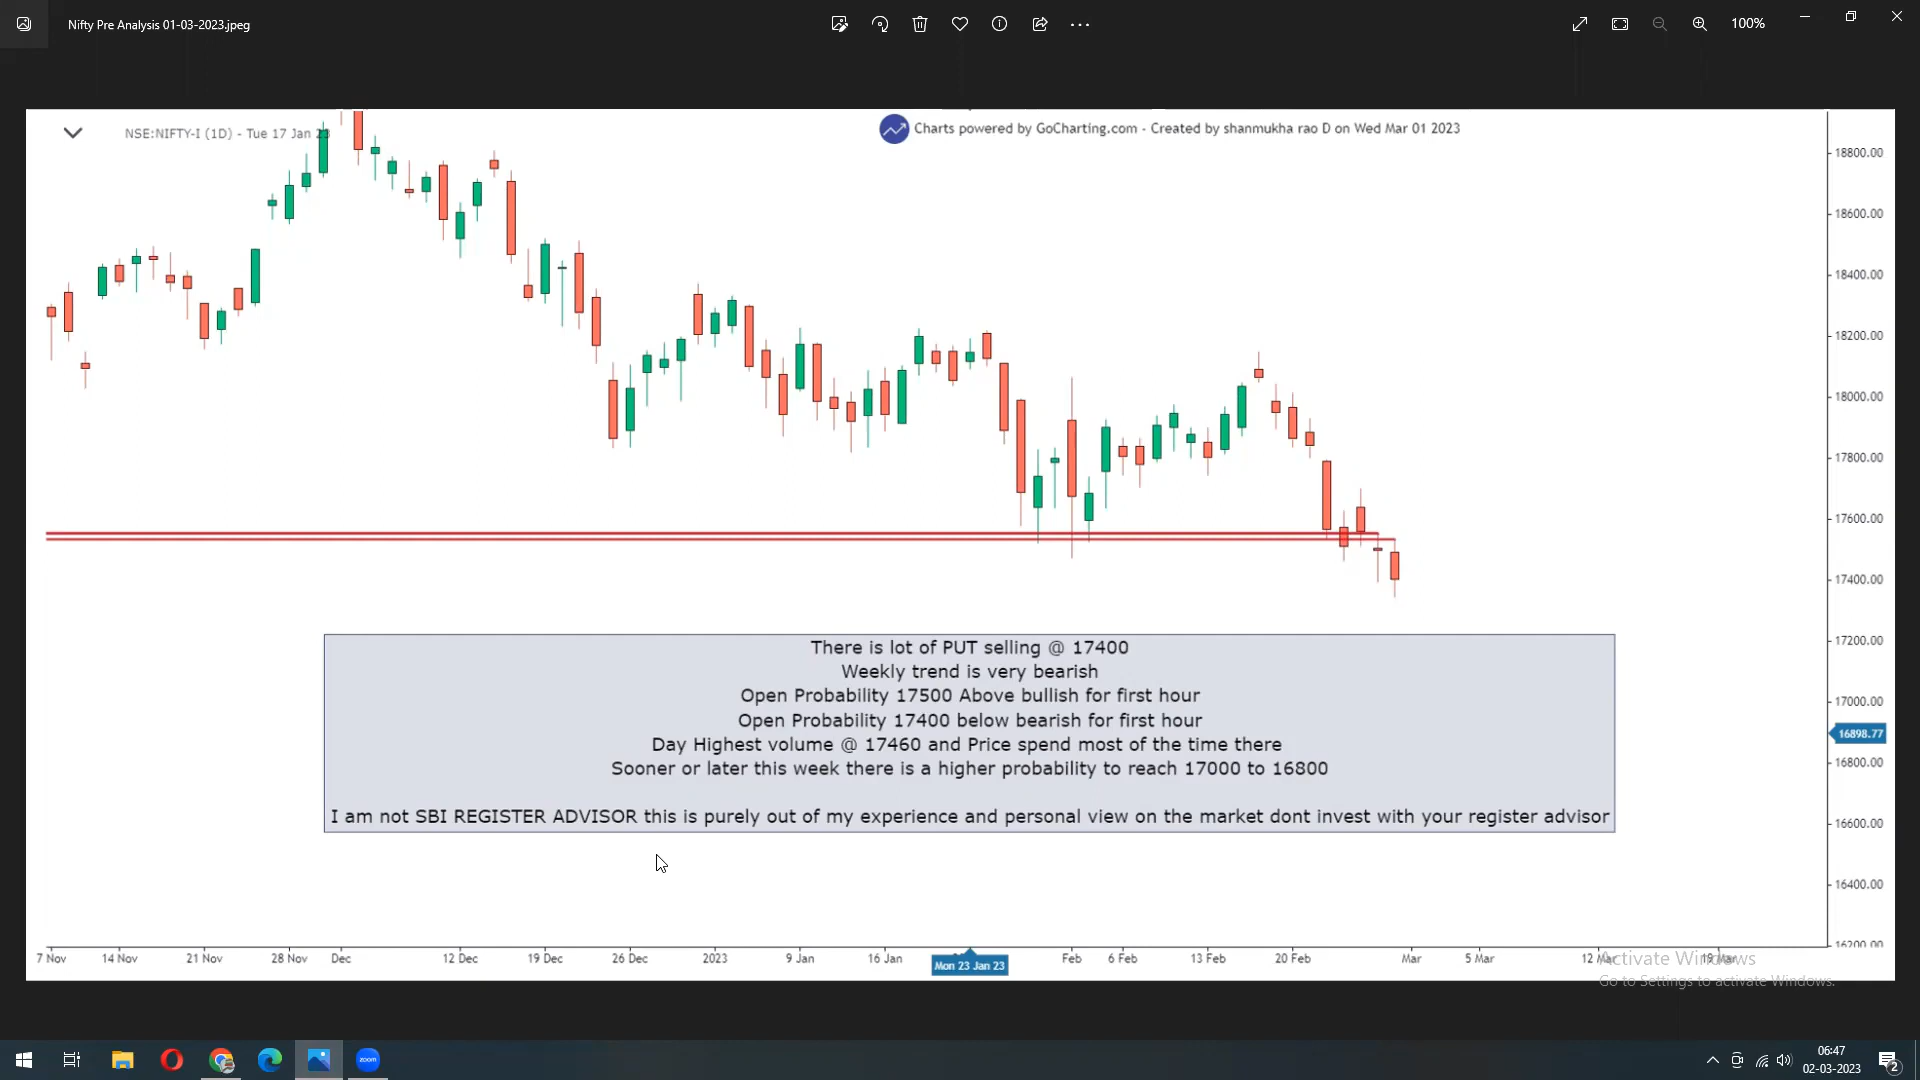 Nifty Pre Analysis 01-03-2023.jpeg
100%
NSE:NIFTY-I (1D) - Tue 17 Jan 23
Charts powered by GoCharting.com - Created by shanmukha rao D on Wed Mar 01 2023
18800.00
18600.00
18400.00
18200.00
18000.00
17800.00
17600.00
17400.00
17200.00
17000.00
16898.77
16800.00
16600.00
16400.00
16200.00
There is lot of PUT selling @ 17400
Weekly trend is very bearish
Open Probability 17500 Above bullish for first hour
Open Probability 17400 below bearish for first hour
Day Highest volume @ 17460 and Price spend most of the time there
Sooner or later this week there is a higher probability to reach 17000 to 16800
I am not SBI REGISTER ADVISOR this is purely out of my experience and personal view on the market dont invest with your register advisor
7 Nov 14 Nov 21 Nov 28 Nov Dec 12 Dec 19 Dec 26 Dec 2023 9 Jan 16 Jan Mon 23 Jan 23 Feb 6 Feb 13 Feb 20 Feb Mar 5 Mar 12 Mar 19 Mar
Activate Windows
Go to Settings to activate Windows.
zoom
06:47
02-03-2023
2